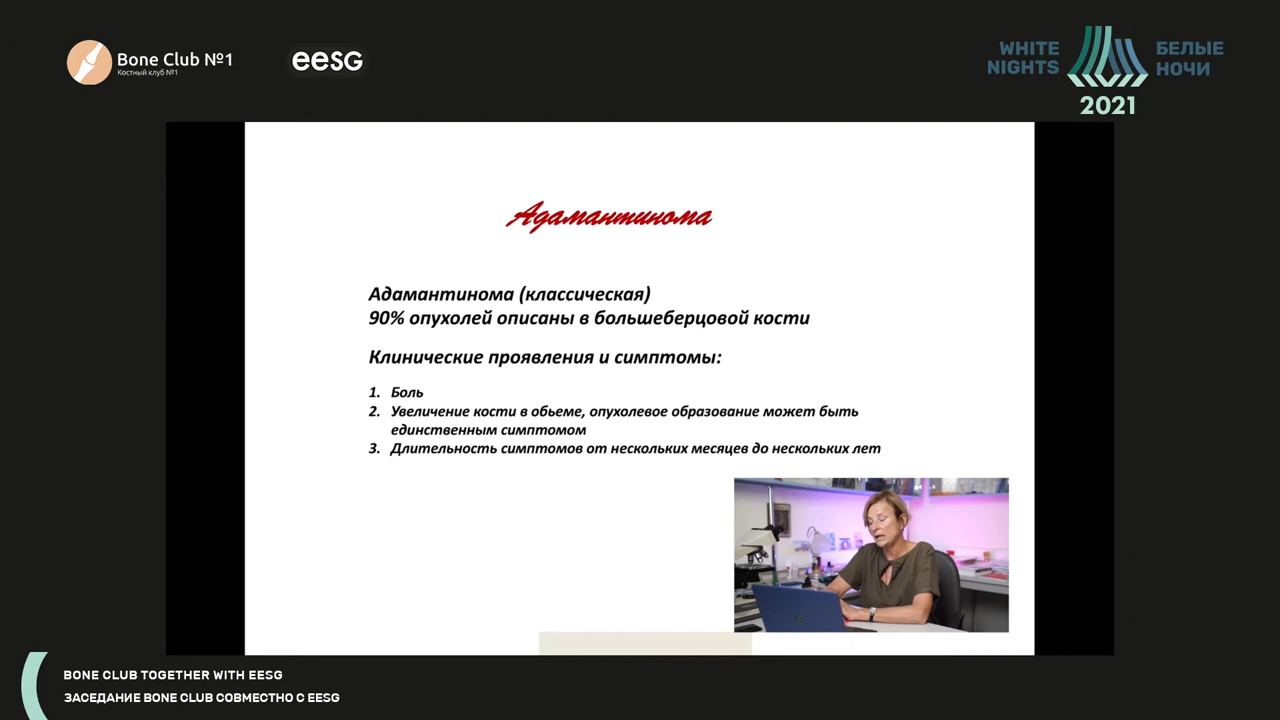 Bone Club №1
Костный клуб №1
eesg
WHITE
NIGHTS
БЕЛЫЕ
НОЧИ
2021
Адамантинома
Адамантинома (классическая)
90% опухолей описаны в большеберцовой кости
Клинические проявления и симптомы:
1. Боль
2. Увеличение кости в обьеме, опухолевое образование может быть
единственным симптомом
3. Длительность симптомов от нескольких месяцев до нескольких лет
BONE CLUB TOGETHER WITH EESG
ЗАСЕДАНИЕ BONE CLUB СОВМЕСТНО С EESG